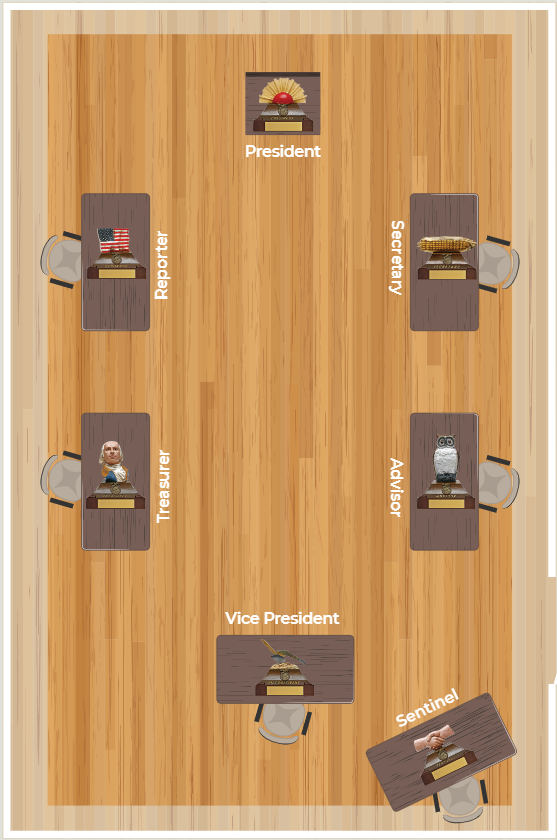 President
Reporter
Secretary
Treasurer
Advisor
Vice President
Sentinel